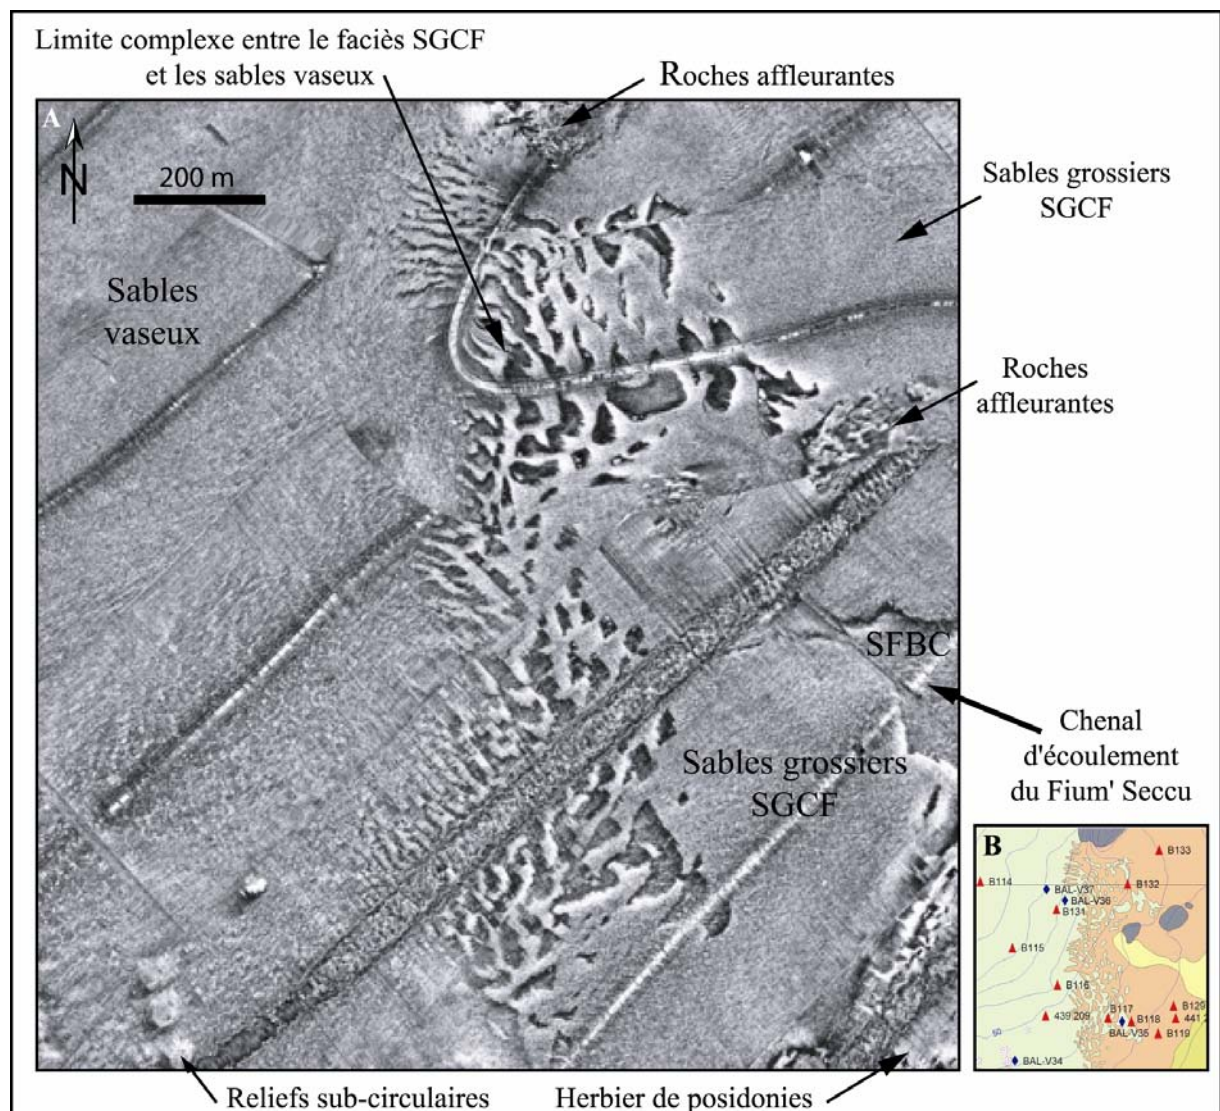 Limite complexe entre le faciès SGCF
et les sables vaseux
Roches affleurantes
A
N
200 m
Sables grossiers
SGCF
Sables
vaseux
Roches
affleurantes
SFBC
Chenal
d'écoulement
du Fium' Seccu
Sables grossiers
SGCF
B
B133
B114
BAL-V37
B132
BAL-V36
B131
B115
B116
B117
B129
439 209
B118
441 2
BAL-V35
B119
BAL-V34
Reliefs sub-circulaires
Herbier de posidonies